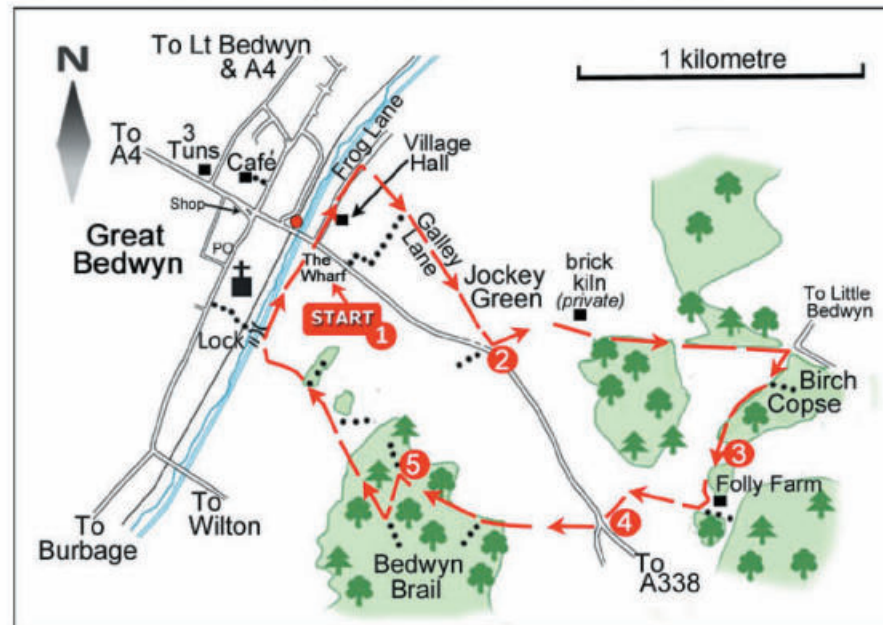 N
To Lt Bedwyn
& A4
1 kilometre
To
A4
3
Tuns
Café
Frog Lane
Village
Hall
Shop
Great
Bedwyn
PO
The
Wharf
Galley
Lane
Jockey
Green
brick
kiln
(private)
To Little
Bedwyn
START
1
Lock
2
Birch
Copse
3
Folly Farm
5
4
To
Wilton
To
Burbage
Bedwyn
Brail
To
A338